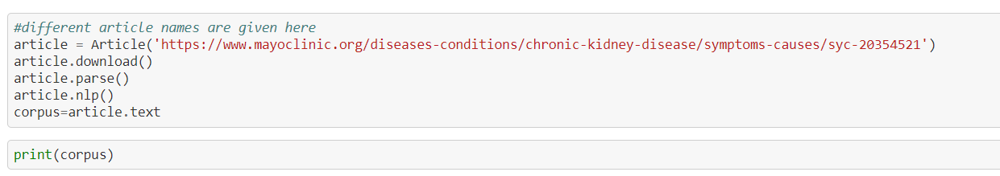 #different article names are given here
article = Article('https://www.mayoclinic.org/diseases-conditions/chronic-kidney-disease/symptoms-causes/syc-20354521')
article.download()
article.parse()
article.nlp()
corpus=article.text
print(corpus)